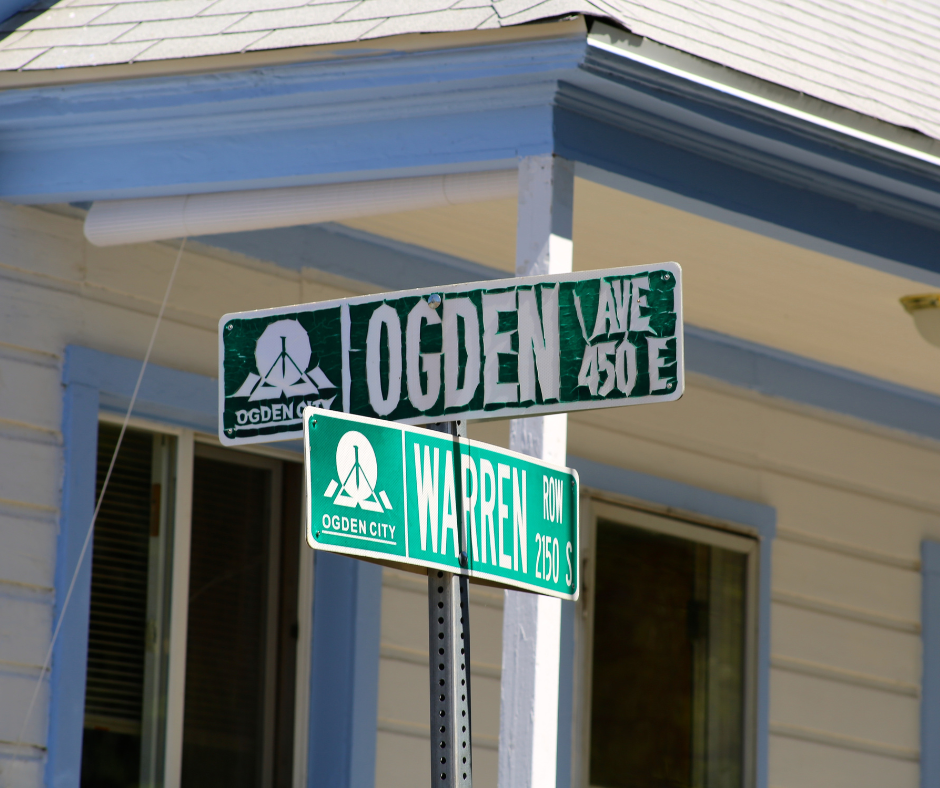 OGDEN AVE
450 E.
OGDEN CITY
WARREN ROW
2150 S
OGDEN CITY